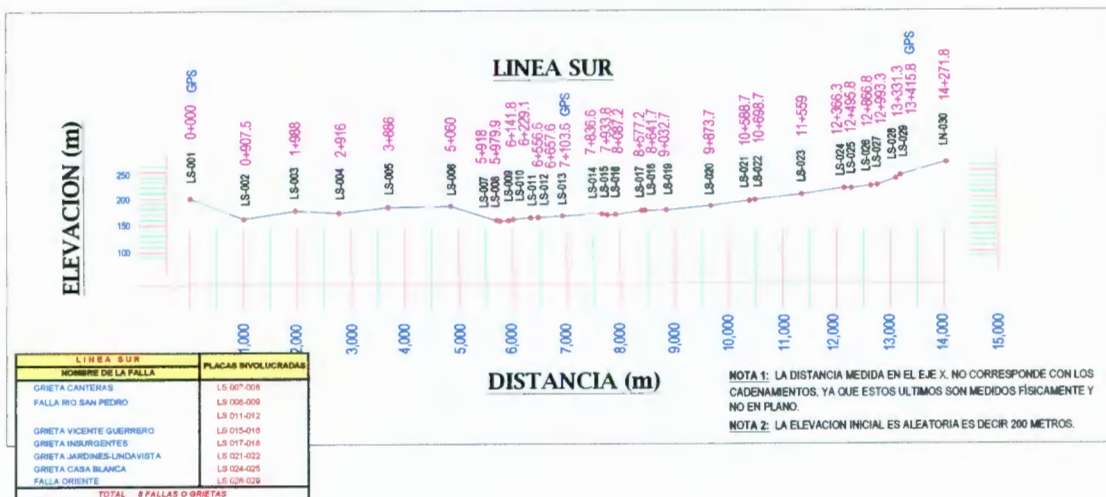 LINEA SUR
ELEVACION (m)
250
200
150
100
LS-001 0+000 GPS
LS-002 0+907.5
LS-003 1+988
LS-004 2+916
LS-005 3+886
LS-006 5+060
LS-007 5+918
LS-008 5+979.9
LS-009 6+141.8
LS-010 6+229.1
LS-011 6+556.6
LS-012 6+657.6
LS-013 7+103.6 GPS
LS-014 7+836.6
LS-015 7+933.8
LS-016 8+087.2
LS-017 8+577.2
LS-018 8+641.7
LS-019 9+032.7
LS-020 9+873.7
LS-021 10+588.7
LS-022 10+698.7
LS-023 11+559
LS-024 12+366.3
LS-025 12+495.8
LS-026 12+866.8
LS-027 12+993.3
LS-028 13+331.3
LS-029 13+415.8 GPS
LN-030 14+271.8
1,000 2,000 3,000 4,000 5,000 6,000 7,000 8,000 9,000 10,000 11,000 12,000 13,000 14,000 15,000
DISTANCIA (m)
LINEA SUR
NOMBRE DE LA FALLA PLACAS INVOLUCRADAS
GRIETA CANTERAS LS 007-008
FALLA RIO SAN PEDRO LS 008-009
LS 011-012
GRIETA VICENTE GUERRERO LS 015-016
GRIETA INSURGENTES LS 017-018
GRIETA JARDINES-LINDAVISTA LS 021-022
GRIETA CASA BLANCA LS 024-025
FALLA ORIENTE LS 028-029
TOTAL 8 FALLAS O GRIETAS
NOTA 1: LA DISTANCIA MEDIDA EN EL EJE X, NO CORRESPONDE CON LOS
CADENAMIENTOS. YA QUE ESTOS ULTIMOS SON MEDIDOS FÍSICAMENTE Y
NO EN PLANO.
NOTA 2: LA ELEVACION INICIAL ES ALEATORIA ES DECIR 200 METROS.